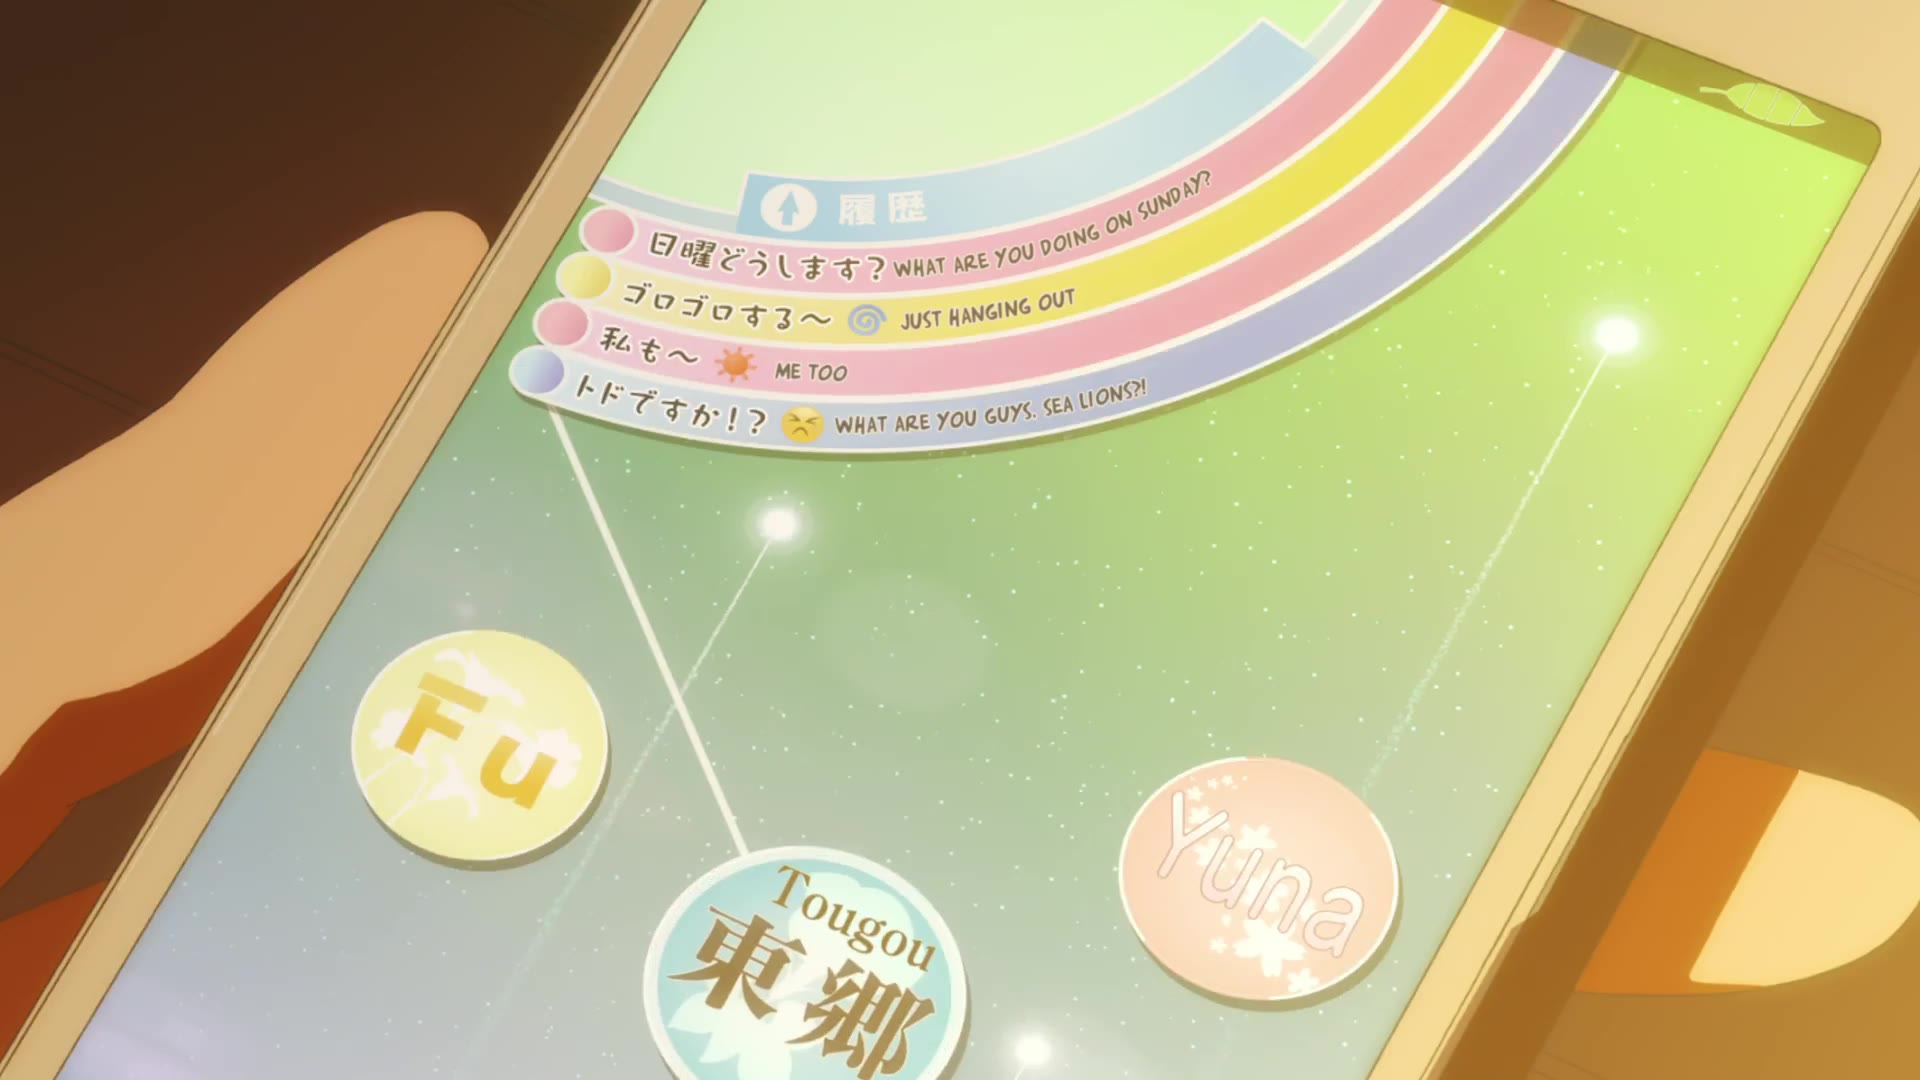 履歴
日曜どうします? WHAT ARE YOU DOING ON SUNDAY?
ゴロゴロする〜 JUST HANGING OUT
私も〜 ME TOO
トドですか!? WHAT ARE YOU GUYS, SEA LIONS?!
Fu
Tougou
東郷
Yuna